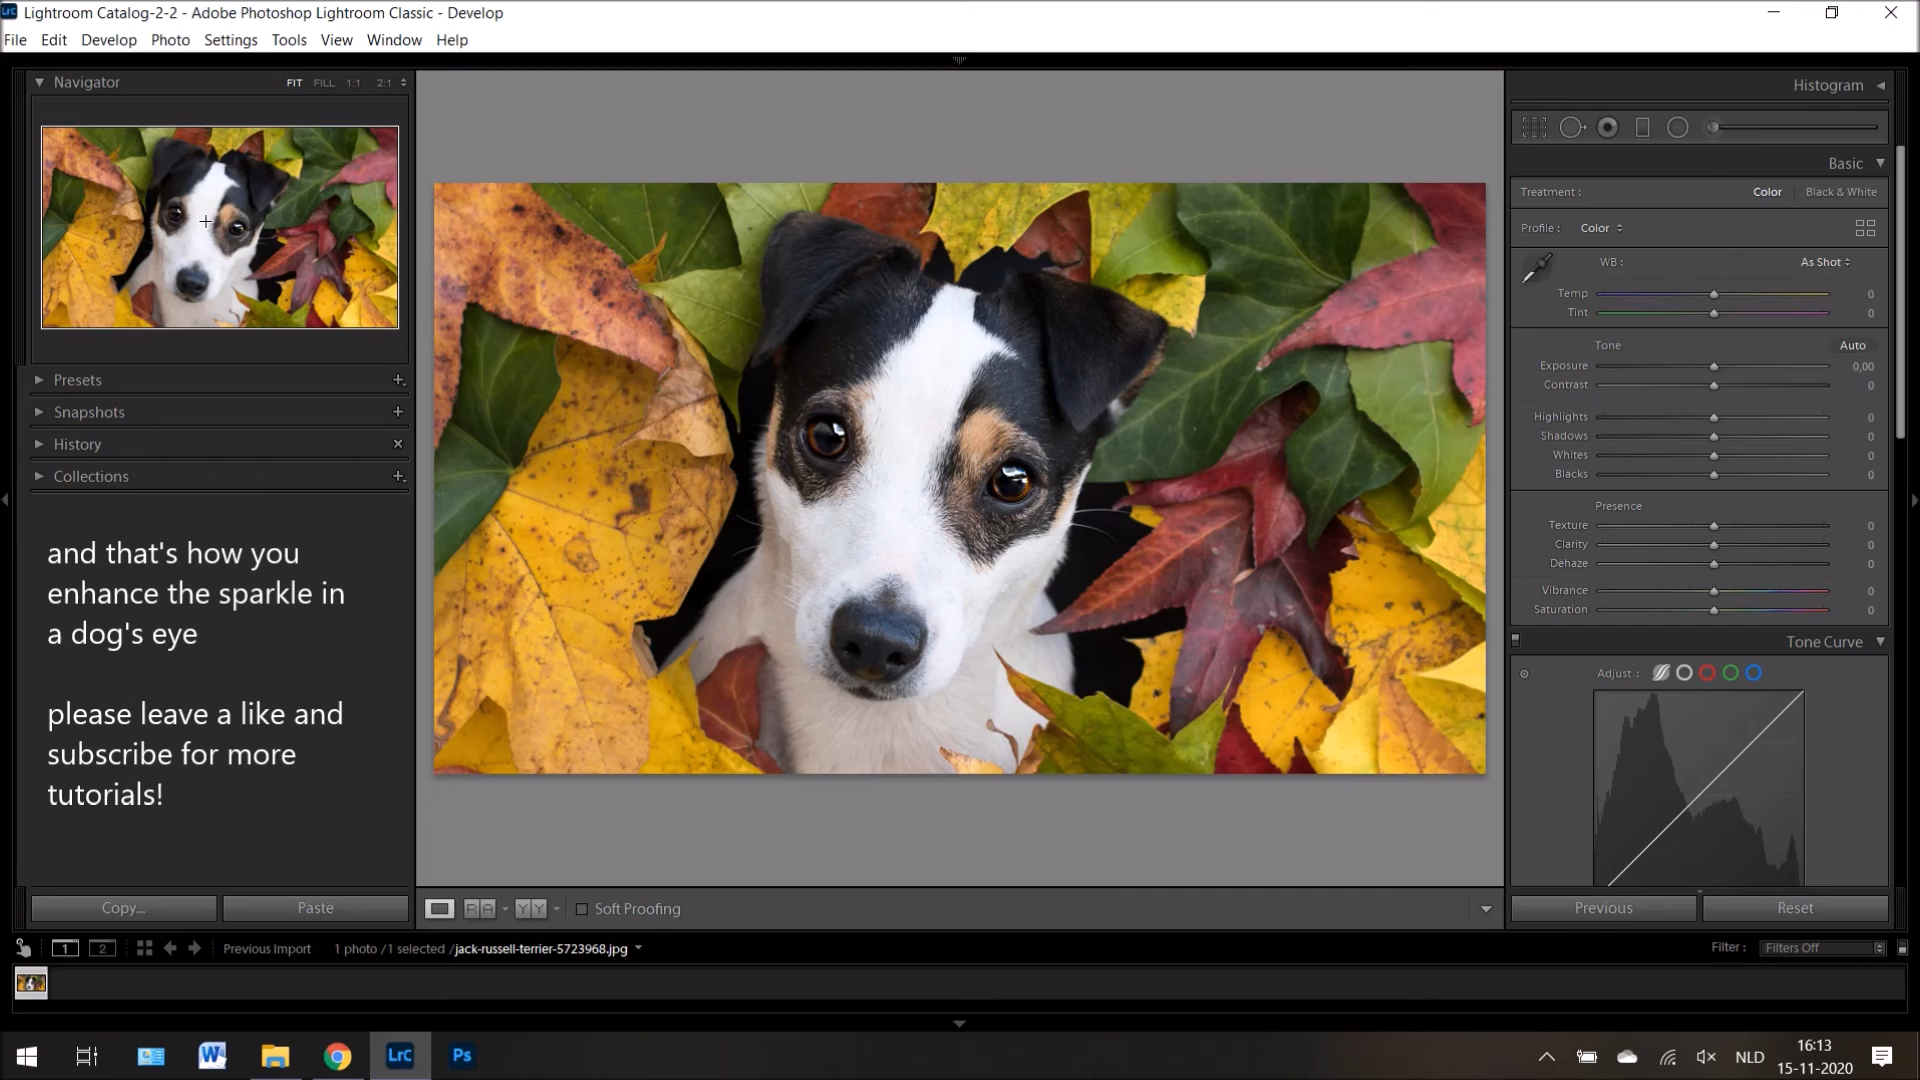 Lightroom Catalog-2-2 - Adobe Photoshop Lightroom Classic - Develop
File Edit Develop Photo Settings Tools View Window Help
Navigator FIT FILL 1:1 2:1
Presets
Snapshots
History
Collections
and that's how you
enhance the sparkle in
a dog's eye
please leave a like and
subscribe for more
tutorials!
Copy... Paste
R A Y Y Soft Proofing
Histogram
Basic
Treatment : Color Black & White
Profile : Color
WB : As Shot
Temp 0
Tint 0
Tone Auto
Exposure 0,00
Contrast 0
Highlights 0
Shadows 0
Whites 0
Blacks 0
Presence
Texture 0
Clarity 0
Dehaze 0
Vibrance 0
Saturation 0
Tone Curve
Adjust :
Previous Reset
1 2 Previous Import 1 photo /1 selected /jack-russell-terrier-5723968.jpg Filter : Filters Off
W LrC Ps NLD 16:13
15-11-2020